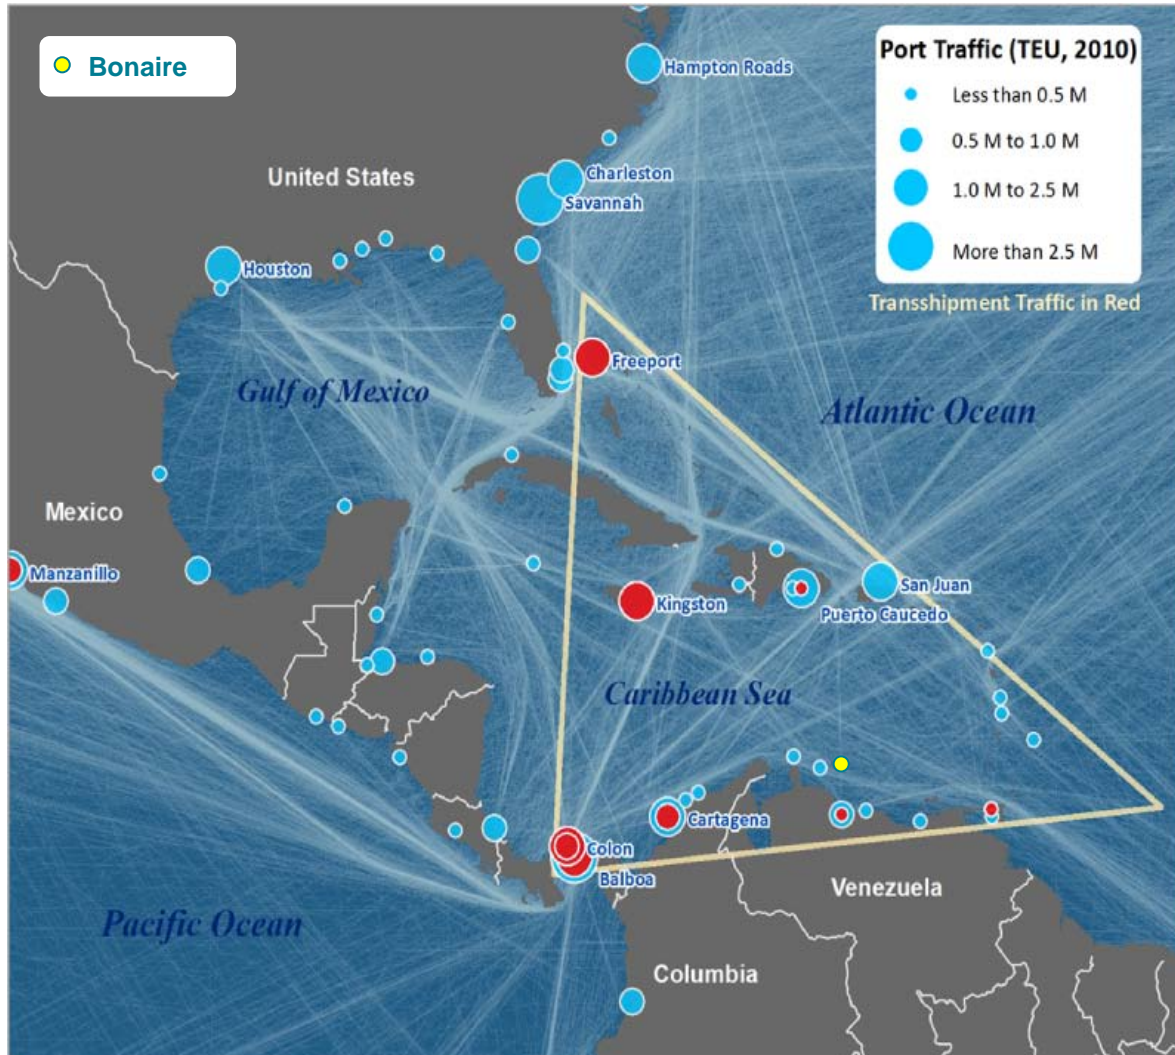 Bonaire
Port Traffic (TEU, 2010)
Less than 0.5 M
0.5 M to 1.0 M
1.0 M to 2.5 M
More than 2.5 M
Transshipment Traffic in Red
Hampton Roads
United States
Charleston
Savannah
Houston
Freeport
Gulf of Mexico
Atlantic Ocean
Mexico
Manzanillo
San Juan
Kingston
Puerto Caucedo
Caribbean Sea
Cartagena
Colon
Balboa
Venezuela
Pacific Ocean
Columbia